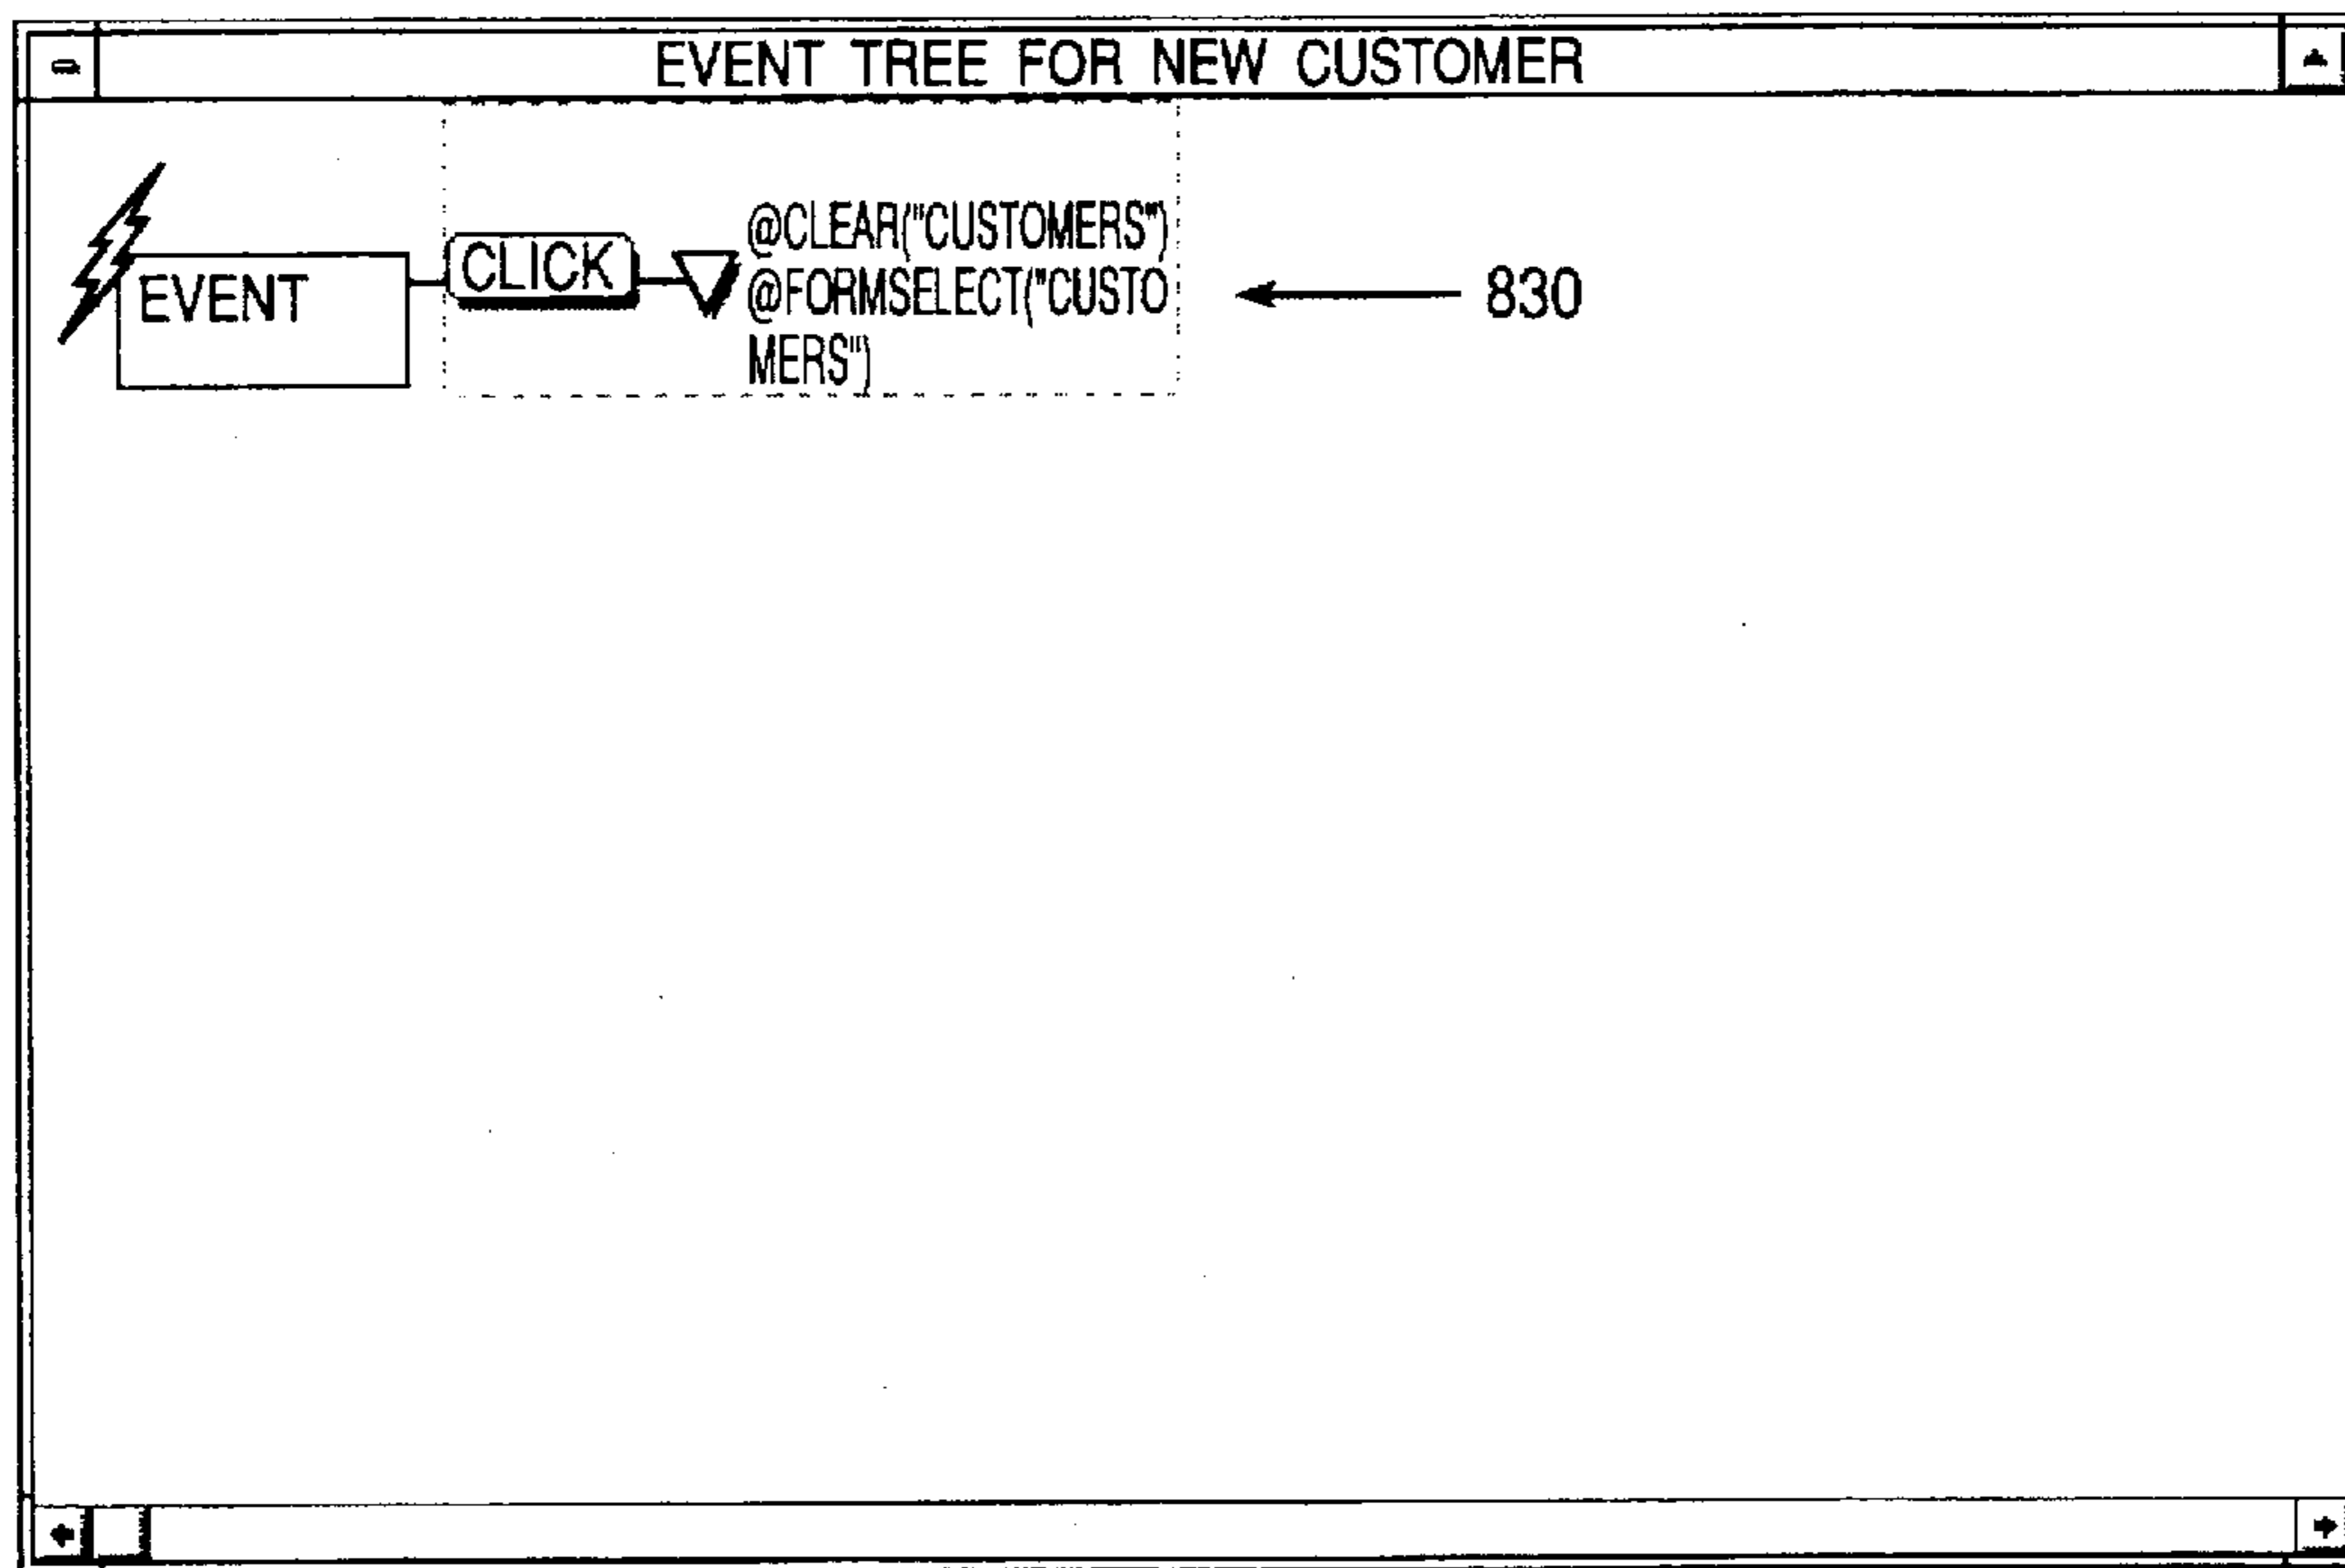 EVENT TREE FOR NEW CUSTOMER
EVENT
CLICK
@CLEAR("CUSTOMERS")
@FORMSELECT("CUSTO
MERS")
830